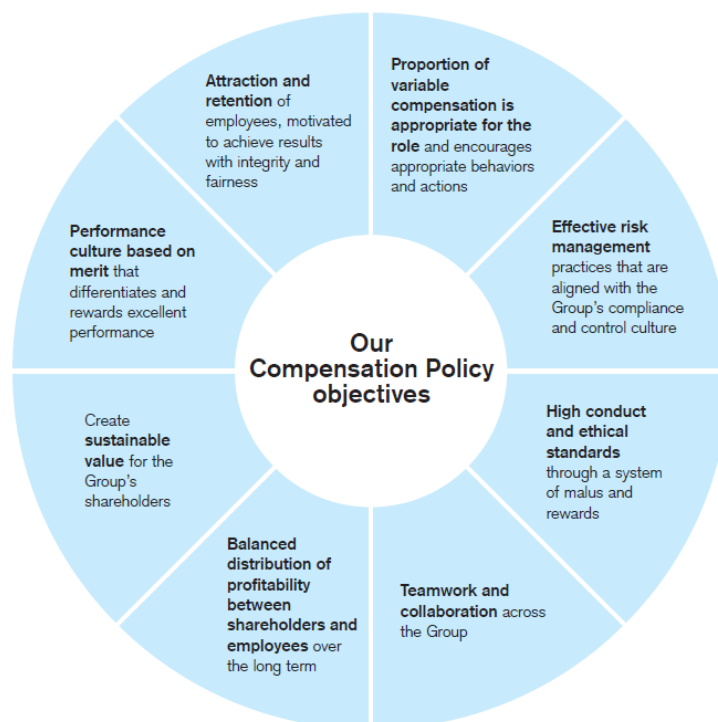 Our
Compensation Policy
objectives
Proportion of
variable
compensation is
appropriate for the
role and encourages
appropriate behaviors
and actions
Effective risk
management
practices that are
aligned with the
Group's compliance
and control culture
High conduct
and ethical
standards
through a system
of malus and
rewards
Teamwork and
collaboration across
the Group
Balanced
distribution of
profitability
between
shareholders and
employees over
the long term
Create
sustainable
value for the
Group's
shareholders
Performance
culture based on
merit that
differentiates and
rewards excellent
performance
Attraction and
retention of
employees, motivated
to achieve results
with integrity and
fairness